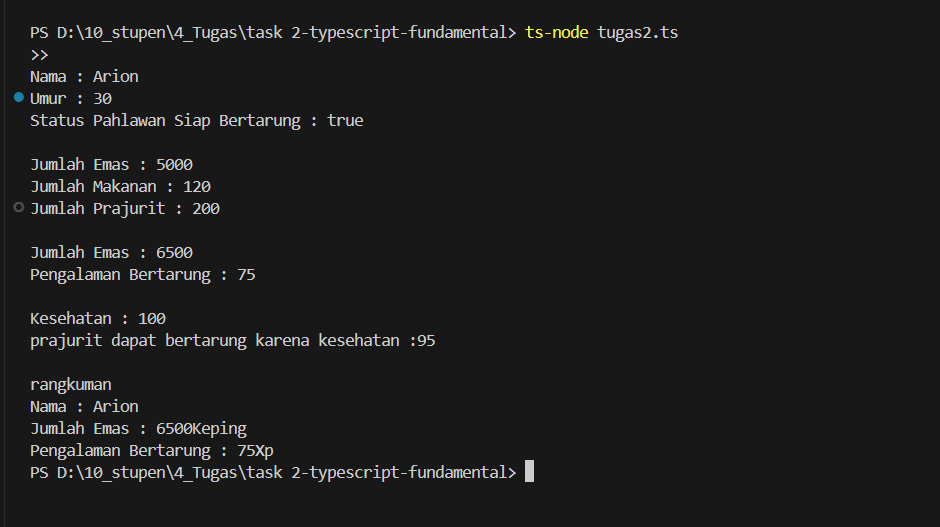 PS D:\10_stupen\4_Tugas\task 2-typescript-fundamental> ts-node tugas2.ts
>>
Nama : Arion
Umur : 30
Status Pahlawan Siap Bertarung : true
Jumlah Emas : 5000
Jumlah Makanan : 120
Jumlah Prajurit : 200
Jumlah Emas : 6500
Pengalaman Bertarung : 75
Kesehatan : 100
prajurit dapat bertarung karena kesehatan :95
rangkuman
Nama : Arion
Jumlah Emas : 6500Keping
Pengalaman Bertarung : 75Xp
PS D:\10_stupen\4_Tugas\task 2-typescript-fundamental>